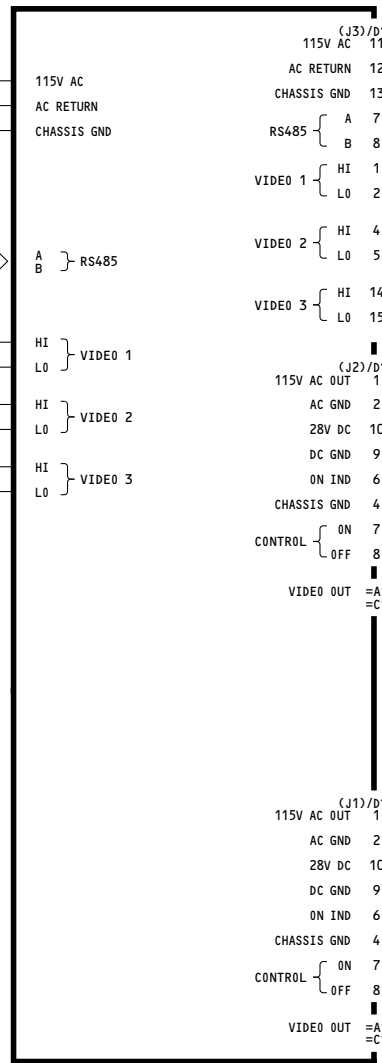 115V AC
AC RETURN
CHASSIS GND
A
B
RS485
HI
LO
VIDEO 1
HI
LO
VIDEO 2
HI
LO
VIDEO 3
(J3)/D1
115V AC 11
AC RETURN 12
CHASSIS GND 13
A 7
RS485
B 8
HI 1
VIDEO 1
LO 2
HI 4
VIDEO 2
LO 5
HI 14
VIDEO 3
LO 15
(J2)/D1
115V AC OUT 1
AC GND 2
28V DC 10
DC GND 9
ON IND 6
CHASSIS GND 4
ON 7
CONTROL
OFF 8
VIDEO OUT =A
=C
(J1)/D1
115V AC OUT 1
AC GND 2
28V DC 10
DC GND 9
ON IND 6
CHASSIS GND 4
ON 7
CONTROL
OFF 8
VIDEO OUT =A
=C